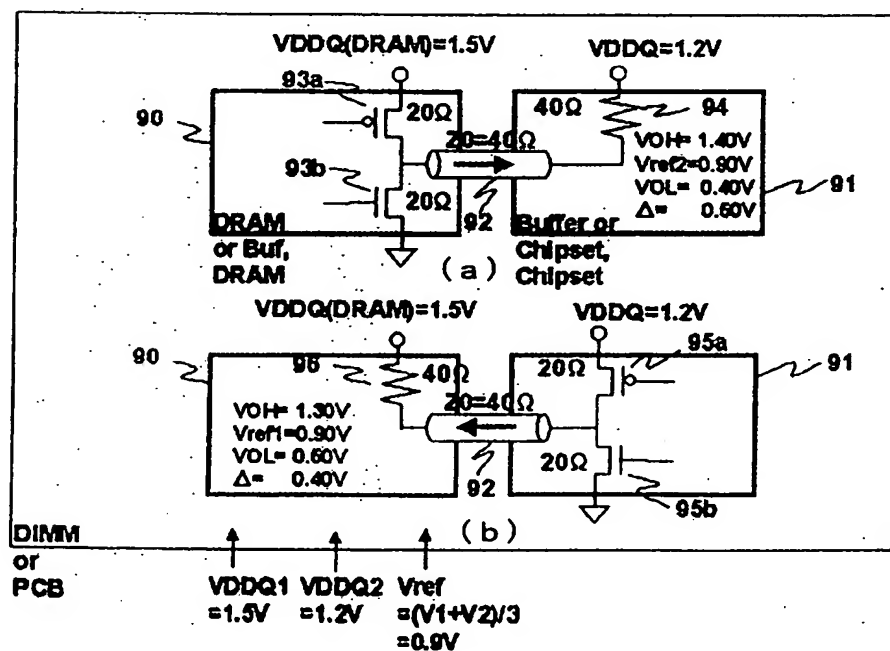 VDDQ(DRAM)=1.5V
VDDQ=1.2V
93a
90
20Ω
40Ω
94
Z0=40Ω
VOH= 1.40V
Vref2=0.90V
VOL= 0.40V
Δ= 0.50V
91
93b
20Ω
92
DRAM
or Buf,
DRAM
(a)
Buffer or
Chipset,
Chipset
VDDQ(DRAM)=1.5V
VDDQ=1.2V
90
96
40Ω
95a
91
20Ω
Z0=40Ω
VOH= 1.30V
Vref1=0.90V
VOL= 0.50V
Δ= 0.40V
92
20Ω
95b
(b)
DIMM
or
PCB
VDDQ1
=1.5V
VDDQ2
=1.2V
Vref
=(V1+V2)/3
=0.9V